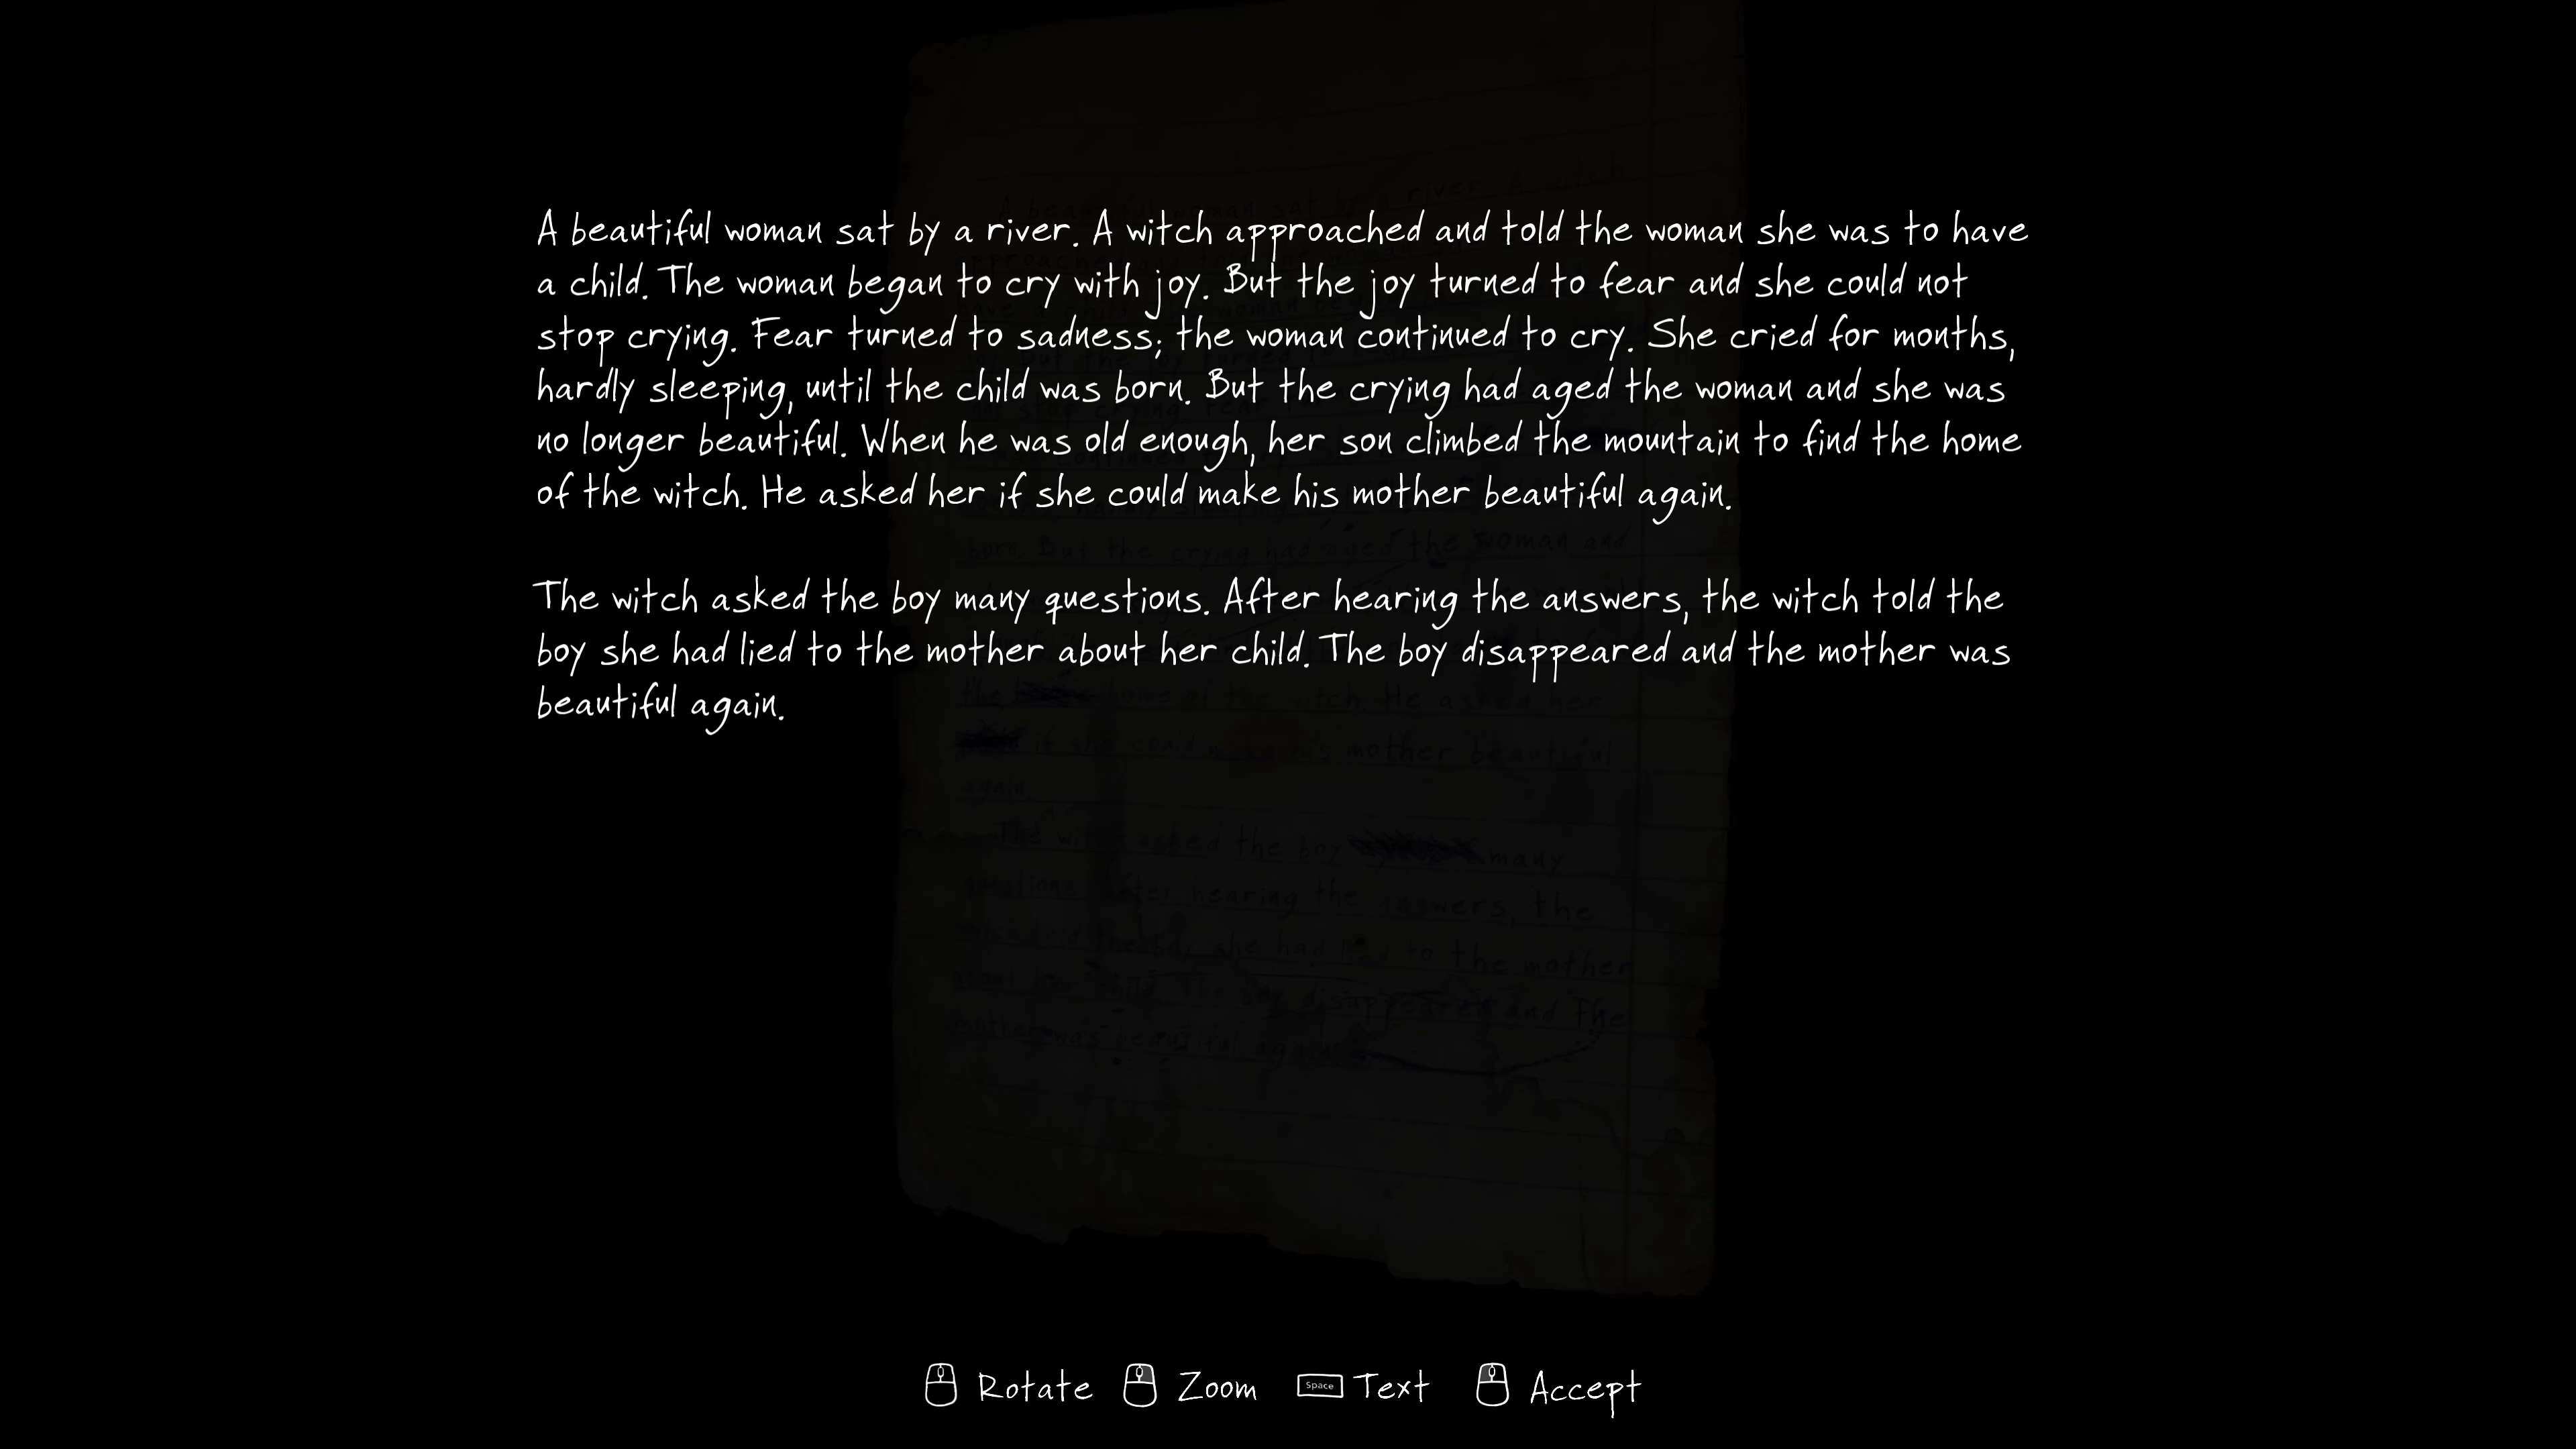 A beautiful woman sat by a river. A witch approached and told the woman she was to have
a child. The woman began to cry with joy. But the joy turned to fear and she could not
stop crying. Fear turned to sadness; the woman continued to cry. She cried for months,
hardly sleeping, until the child was born. But the crying had aged the woman and she was
no longer beautiful. When he was old enough, her son climbed the mountain to find the home
of the witch. He asked her if she could make his mother beautiful again.
The witch asked the boy many questions. After hearing the answers, the witch told the
boy she had lied to the mother about her child. The boy disappeared and the mother was
beautiful again.
Rotate Zoom Space Text Accept